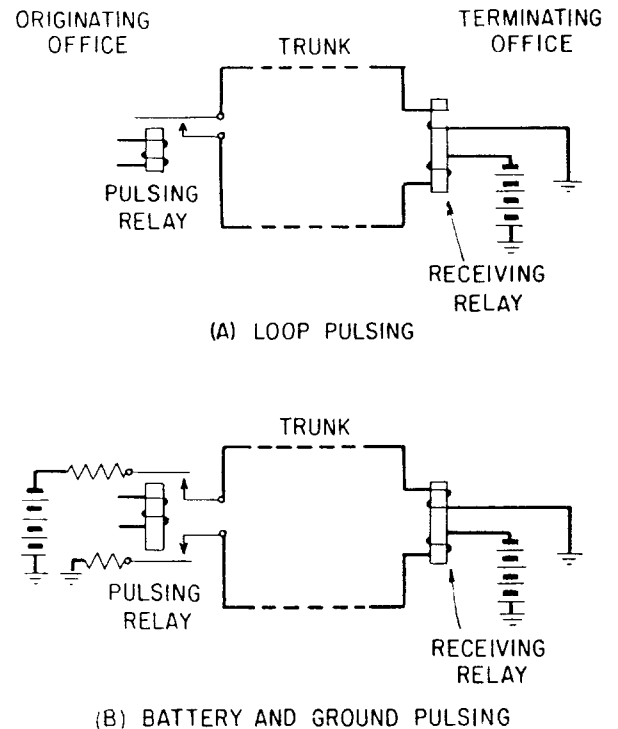 ORIGINATING
OFFICE
TRUNK
TERMINATING
OFFICE
PULSING
RELAY
RECEIVING
RELAY
(A) LOOP PULSING
TRUNK
PULSING
RELAY
RECEIVING
RELAY
(B) BATTERY AND GROUND PULSING